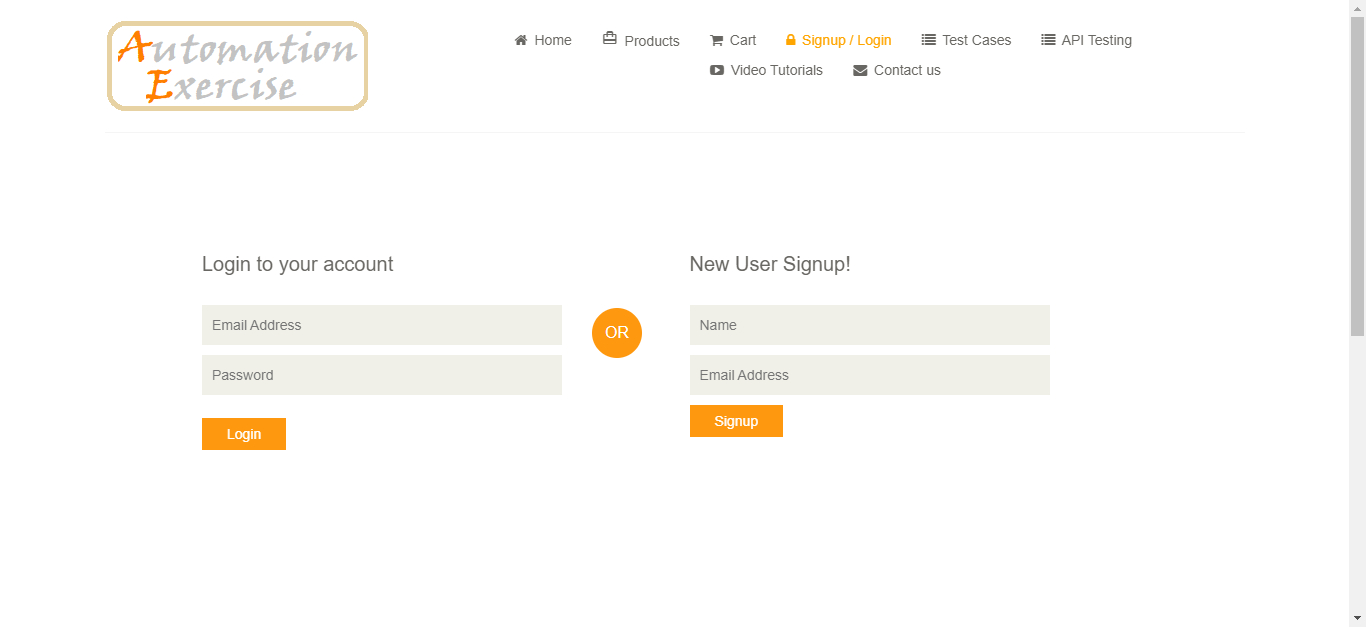 Automation
Exercise
Home Products Cart Signup / Login Test Cases API Testing
Video Tutorials Contact us
Login to your account
Email Address
Password
Login
OR
New User Signup!
Name
Email Address
Signup